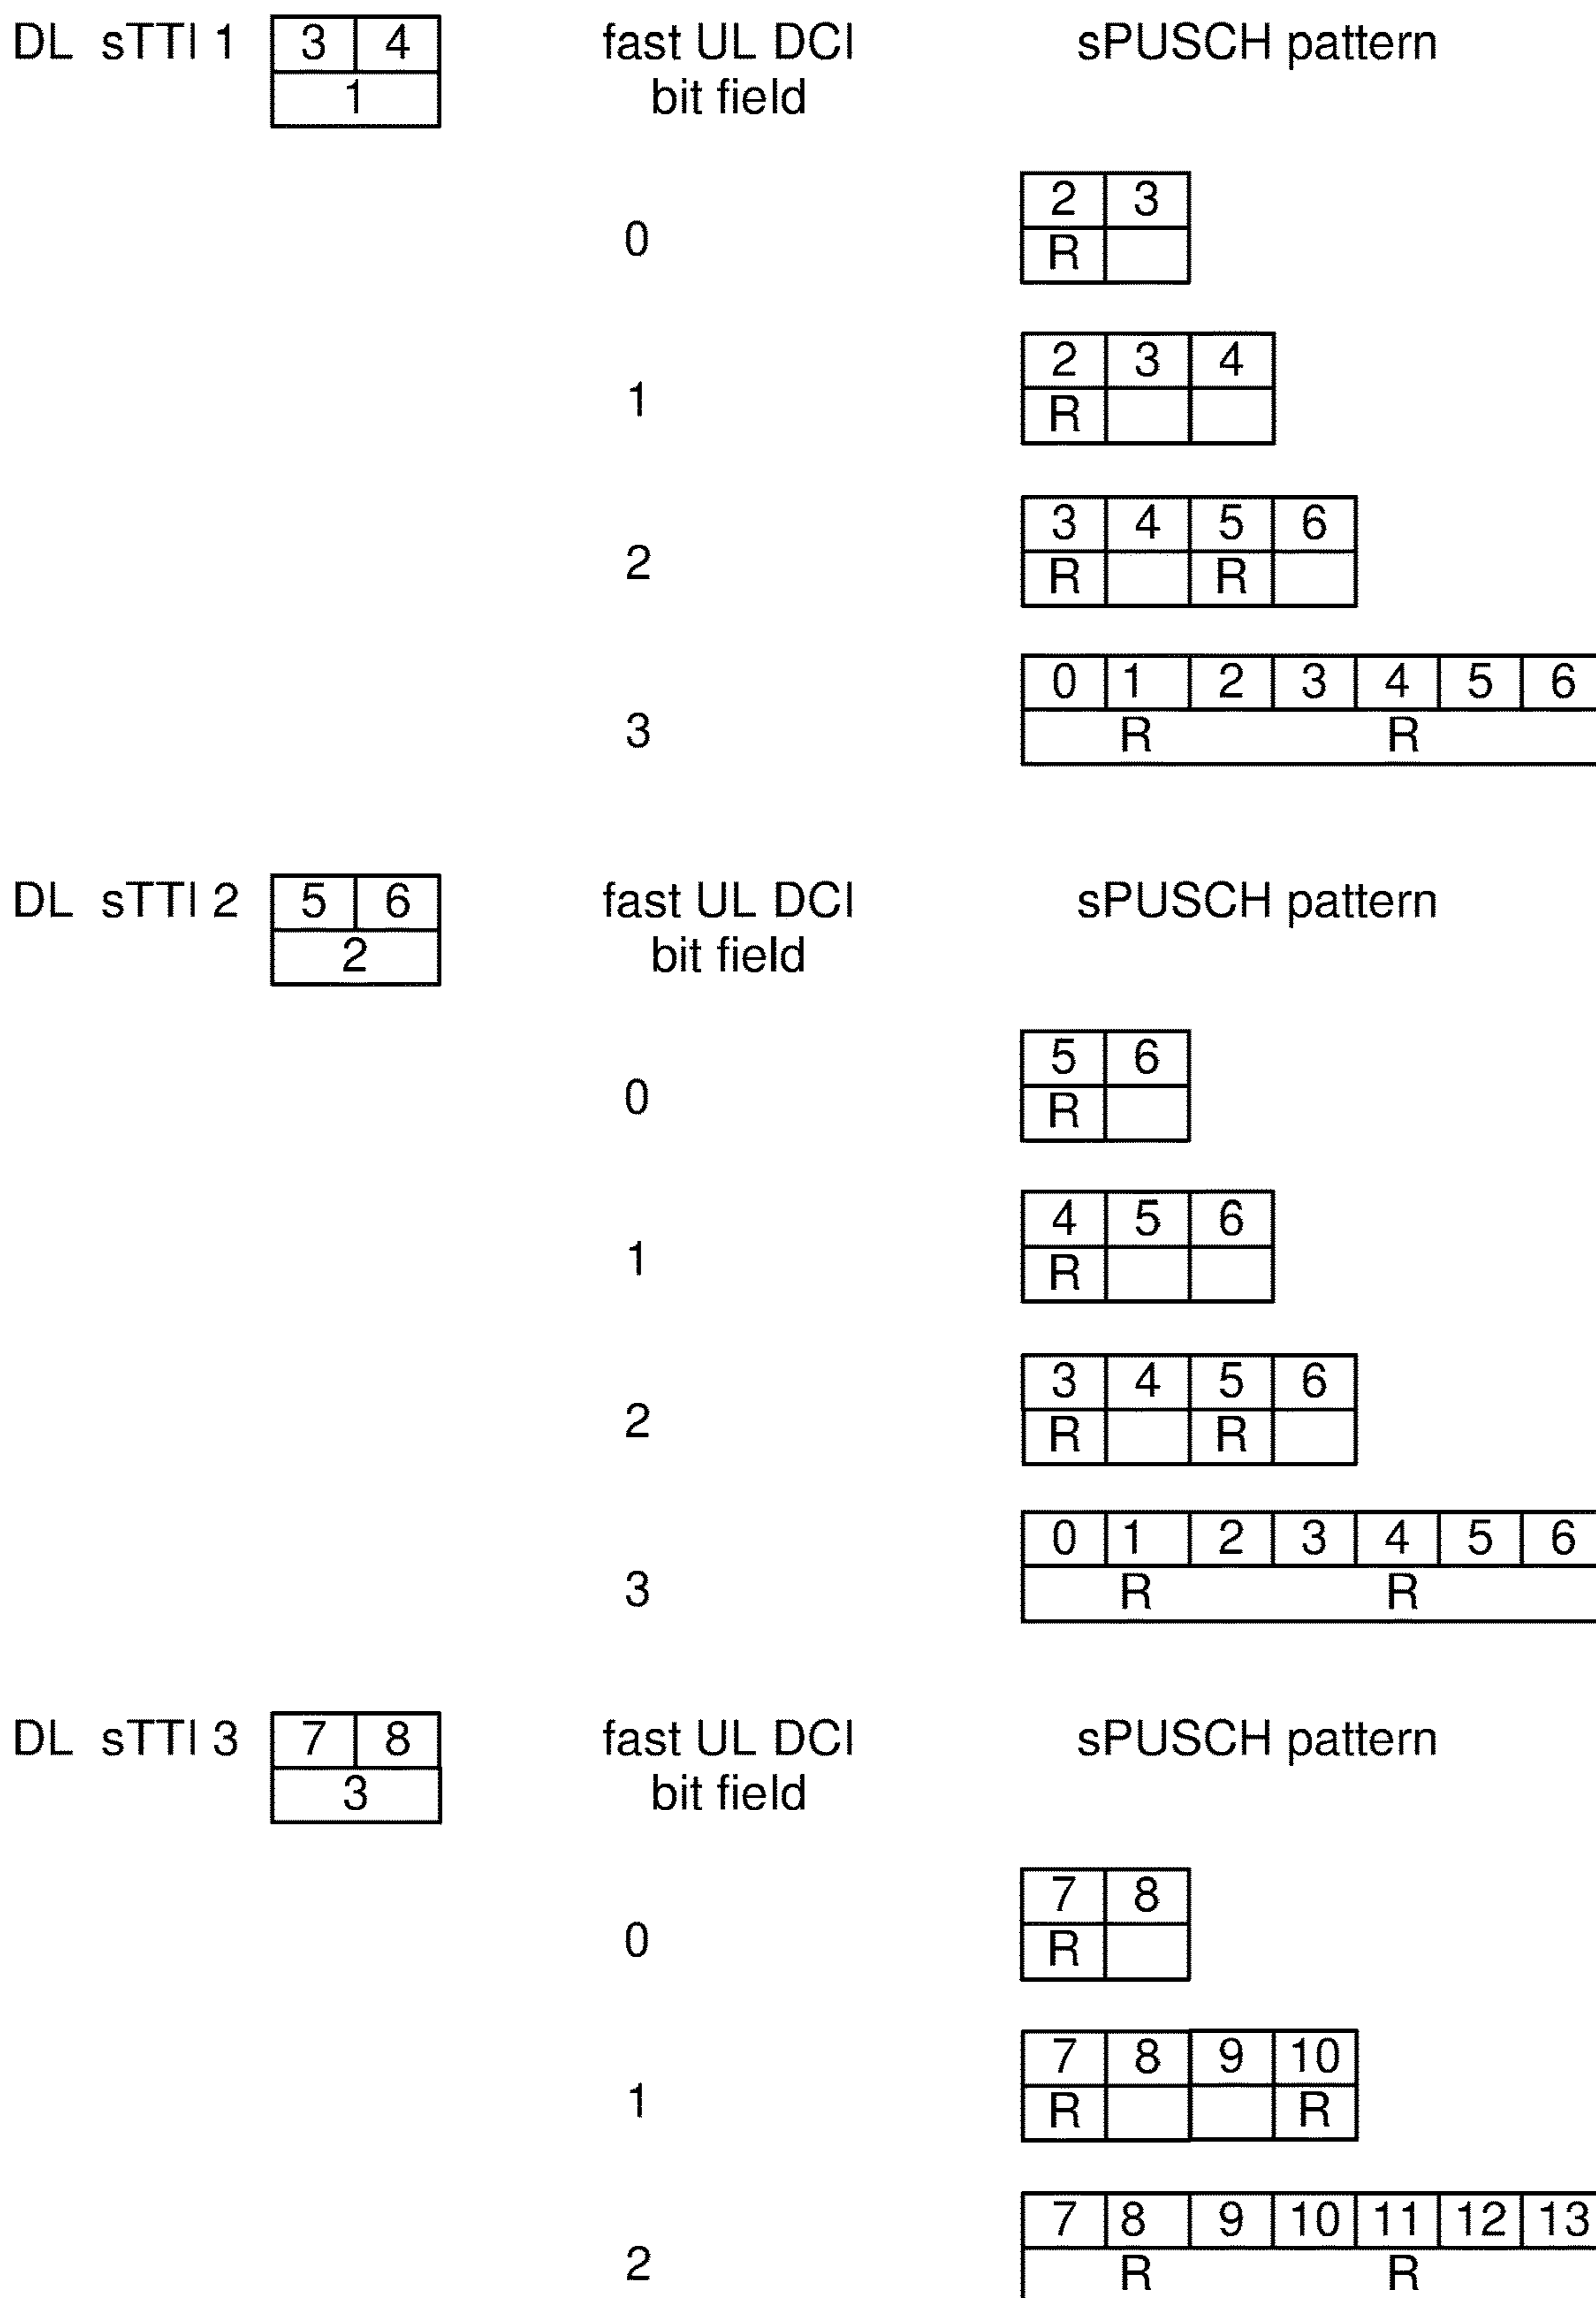 DL sTTI 1 3 4 fast UL DCI sPUSCH pattern
1 bit field
2 3
0 R
2 3 4
1 R
3 4 5 6
2 R R
0 1 2 3 4 5 6
3 R R
DL sTTI 2 5 6 fast UL DCI sPUSCH pattern
2 bit field
5 6
0 R
4 5 6
1 R
3 4 5 6
2 R R
0 1 2 3 4 5 6
3 R R
DL sTTI 3 7 8 fast UL DCI sPUSCH pattern
3 bit field
7 8
0 R
7 8 9 10
1 R R
7 8 9 10 11 12 13
2 R R